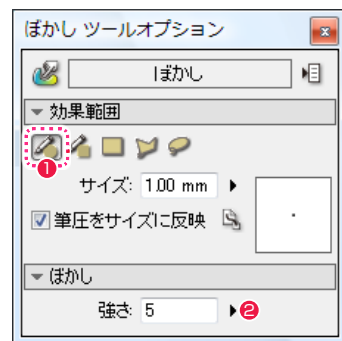 ぼかし ツールオプション
ぼかし
効果範囲
1
サイズ: 1.00 mm
筆圧をサイズに反映
ぼかし
強さ: 5 2